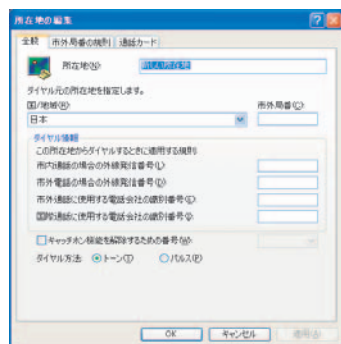 所在地の編集
全般 市外局番の規則 通話カード
所在地(N): 新しい所在地
ダイヤル元の所在地を指定します。
国/地域(R): 市外局番(C):
日本
ダイヤル情報
この所在地からダイヤルするときに適用する規則:
市内通話の場合の外線発信番号(L):
市外電話の場合の外線発信番号(D):
市外通話に使用する電話会社の識別番号(E):
国際通話に使用する電話会社の識別番号(I):
キャッチホン機能を解除するための番号(W):
ダイヤル方法: トーン(T) パルス(P)
OK キャンセル 適用(A)